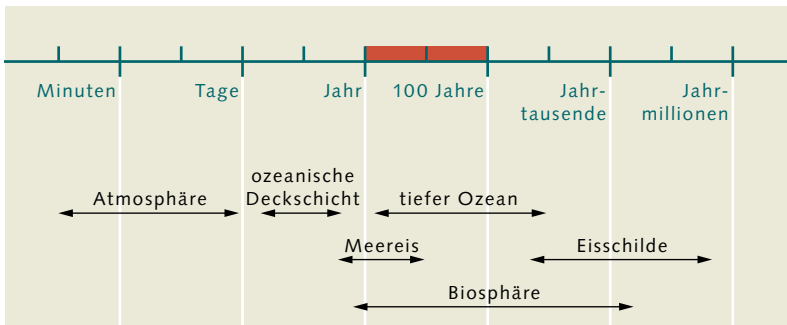 Minuten
Tage
Jahr
100 Jahre
Jahr-
tausende
Jahr-
millionen
Atmosphäre
ozeanische
Deckschicht
tiefer Ozean
Meereis
Eisschilde
Biosphäre